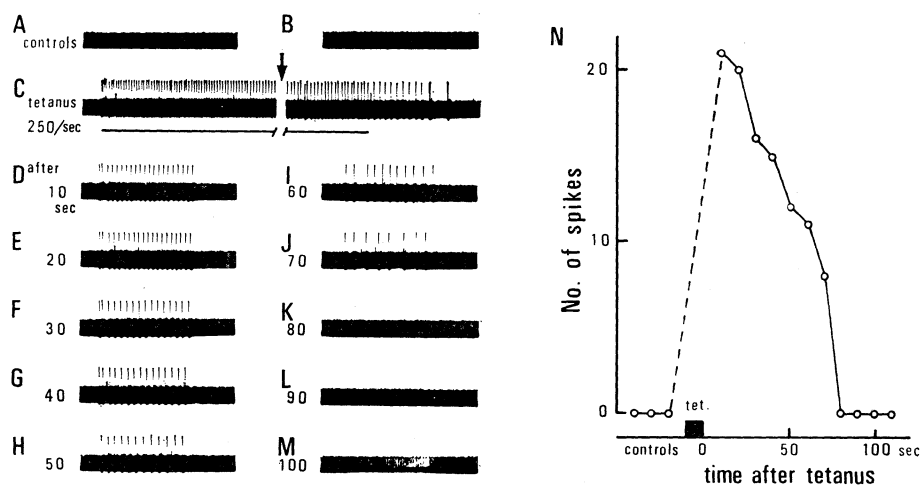 A controls
B
C tetanus
250/sec
D after
10
sec
E 20
F 30
G 40
H 50
I 60
J 70
K 80
L 90
M 100
N
No. of spikes
20
10
0
tet.
controls 0 50 100 sec
time after tetanus